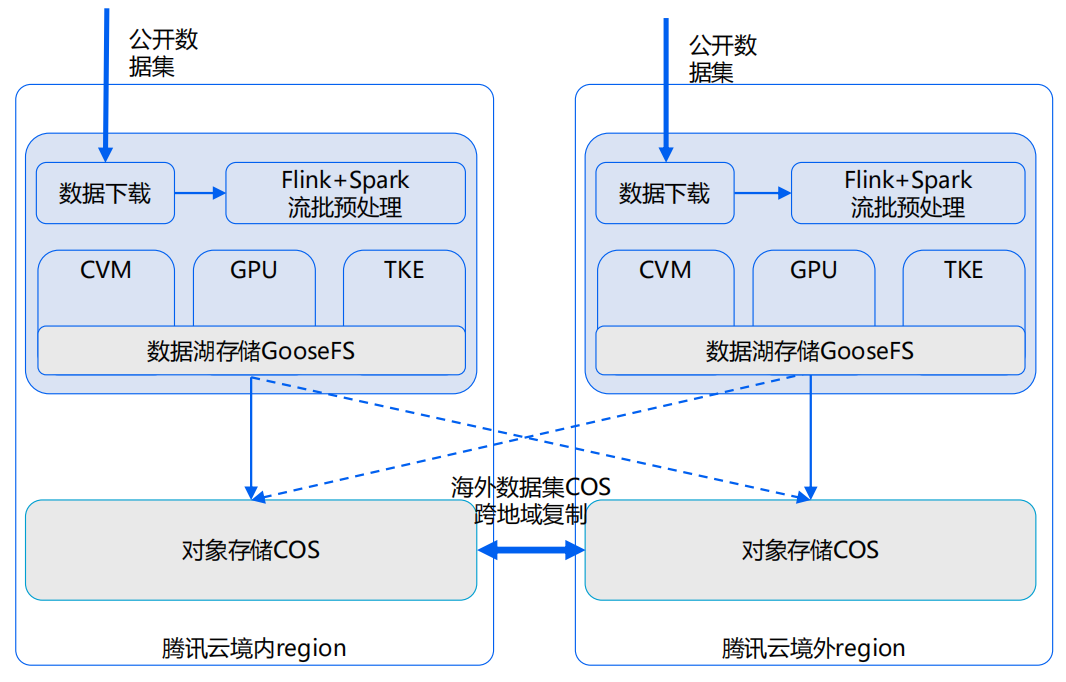 公开数
据集
数据下载
Flink+Spark
流批预处理
CVM
GPU
TKE
数据湖存储GooseFS
对象存储COS
腾讯云境内region
海外数据集COS
跨地域复制
公开数
据集
数据下载
Flink+Spark
流批预处理
CVM
GPU
TKE
数据湖存储GooseFS
对象存储COS
腾讯云境外region